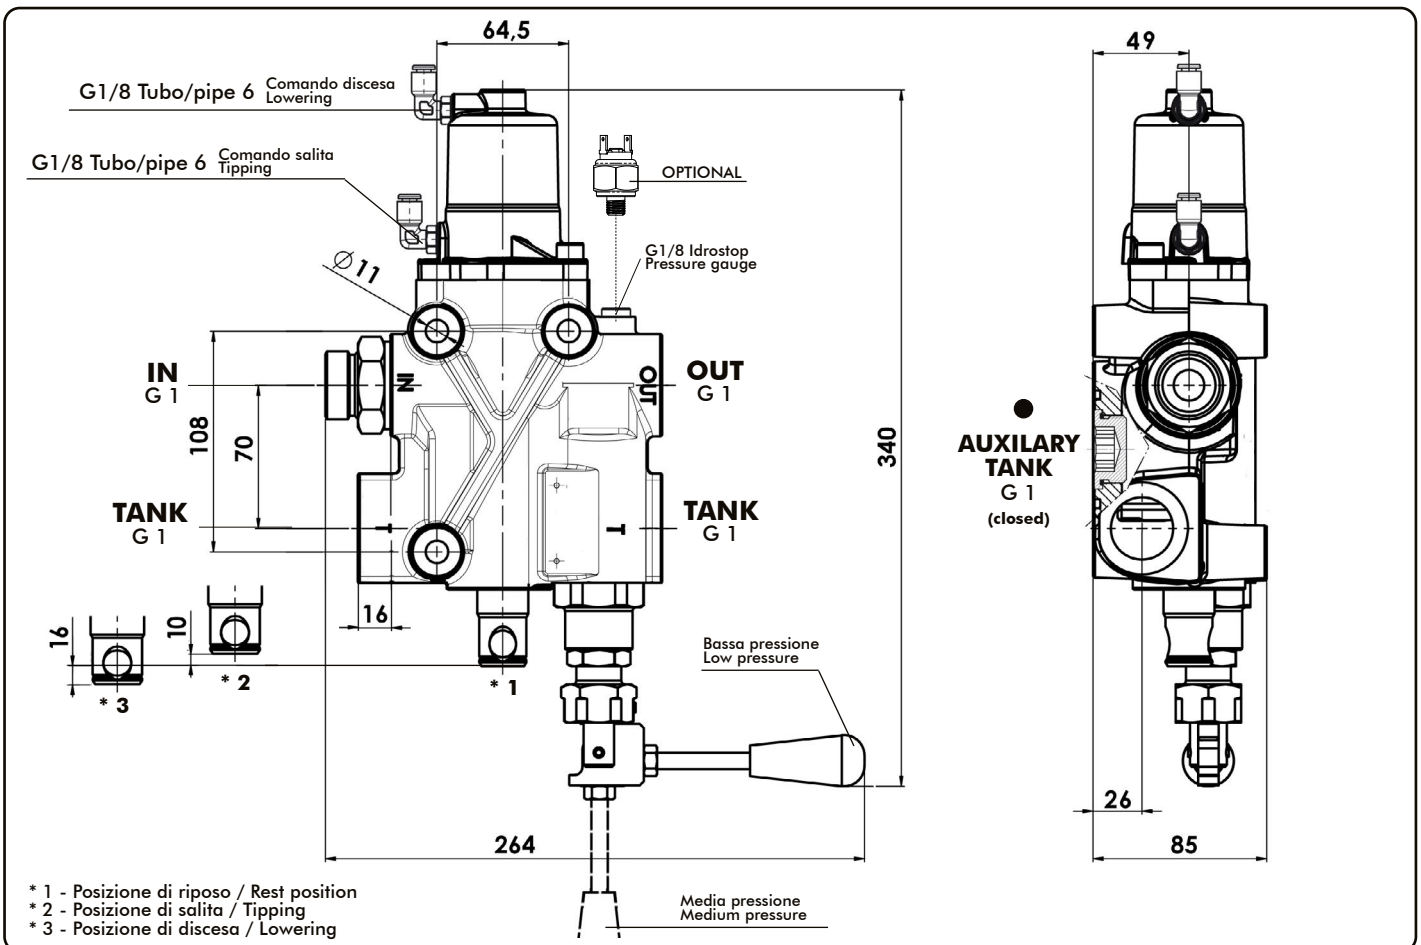 64,5
49
G1/8 Tubo/pipe 6 Comando discesa
Lowering
G1/8 Tubo/pipe 6 Comando salita
Tipping
OPTIONAL
G1/8 Idrostop
Pressure gauge
Ø 11
IN
G 1
IN
OUT
OUT
G 1
108
70
340
AUXILARY
TANK
G 1
(closed)
TANK
G 1
T
T
TANK
G 1
16
10
16
* 1
* 2
* 3
Bassa pressione
Low pressure
26
85
264
* 1 - Posizione di riposo / Rest position
* 2 - Posizione di salita / Tipping
* 3 - Posizione di discesa / Lowering
Media pressione
Medium pressure